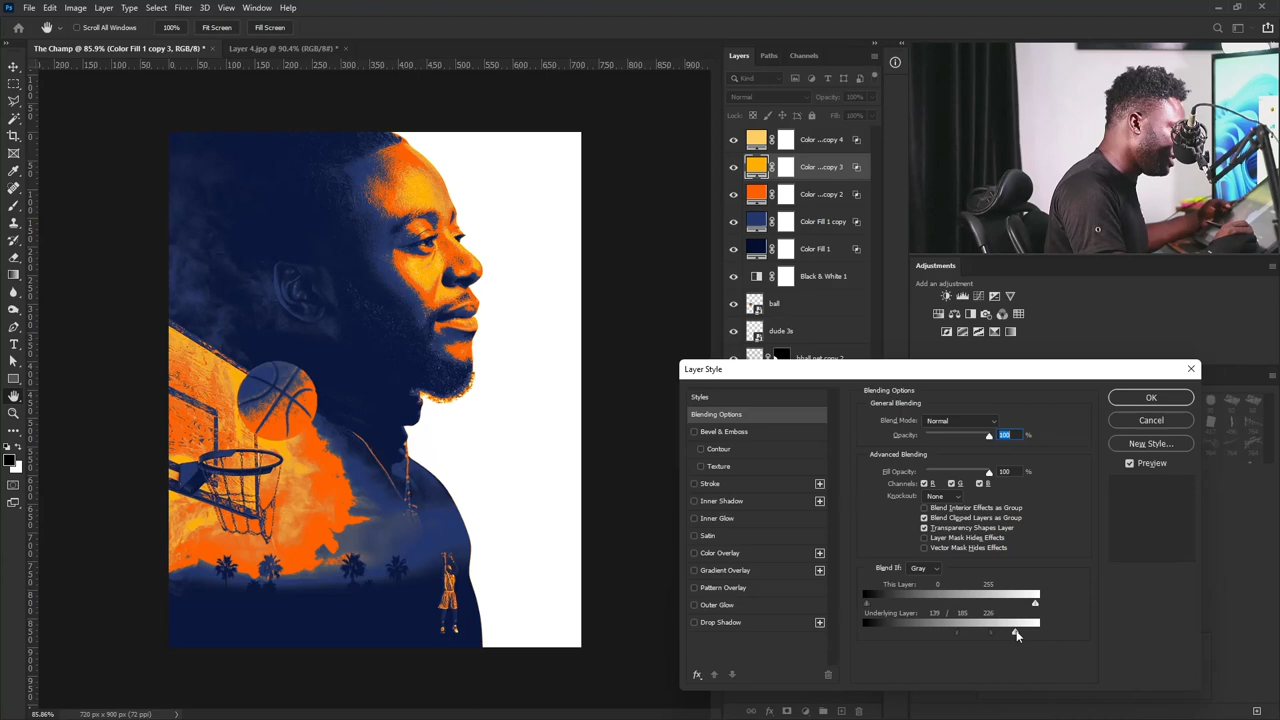 Ps File Edit Image Layer Type Select Filter 3D View Window Help
Scroll All Windows 100% Fit Screen Fill Screen
The Champ @ 85.9% (Color Fill 1 copy 3, RGB/8) * Layer 4.jpg @ 90.4% (RGB/8#) *
Layers Paths Channels
Kind
Normal Opacity: 100%
Lock: Fill: 100%
Color ...copy 4
Color ...copy 3
Color ...copy 2
Color Fill 1 copy
Color Fill 1
Black & White 1
ball
dude 3s
bball net copy 2
Adjustments
Add an adjustment
Layer Style
Styles
Blending Options
Bevel & Emboss
Contour
Texture
Stroke
Inner Shadow
Inner Glow
Satin
Color Overlay
Gradient Overlay
Pattern Overlay
Outer Glow
Drop Shadow
fx
Blending Options
General Blending
Blend Mode: Normal
Opacity: 100 %
Advanced Blending
Fill Opacity: 100 %
Channels: R G B
Knockout: None
Blend Interior Effects as Group
Blend Clipped Layers as Group
Transparency Shapes Layer
Layer Mask Hides Effects
Vector Mask Hides Effects
Blend If: Gray
This Layer: 0 255
Underlying Layer: 139 / 185 226
OK
Cancel
New Style...
Preview
85.86% 720 px x 900 px (72 ppi)